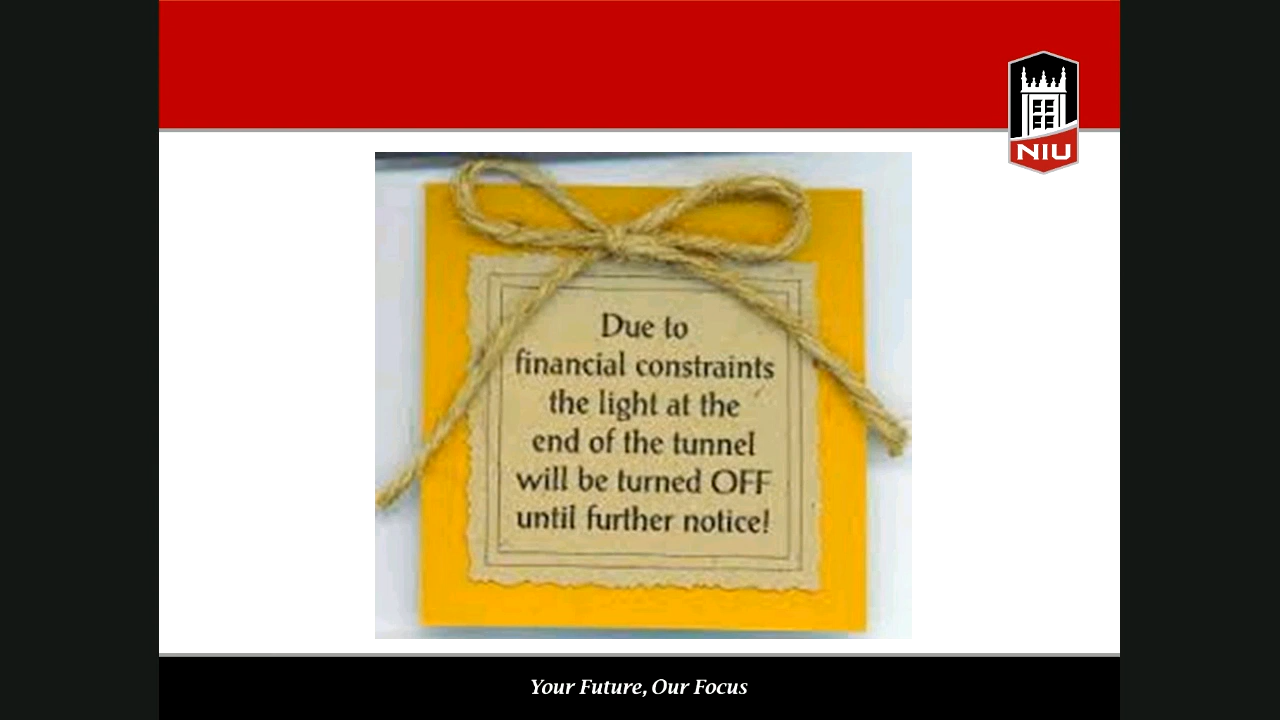 NIU
Due to
financial constraints
the light at the
end of the tunnel
will be turned OFF
until further notice!
Your Future, Our Focus